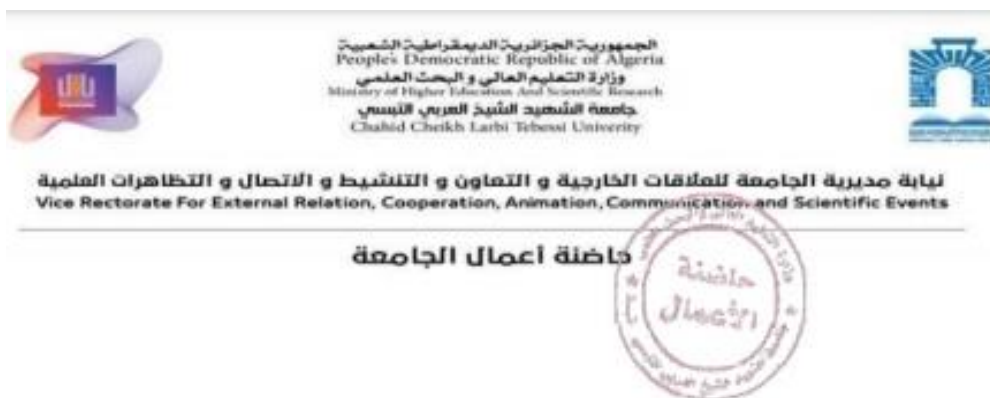 الجمهورية الجزائرية الديمقراطية الشعبية
People's Democratic Republic of Algeria
وزارة التعليم العالي و البحث العلمي
Ministry of Higher Education And Scientific Research
جامعة الشهيد الشيخ العربي التبسي
Chahid Cheikh Larbi Tebessi Univerity
نيابة مديرية الجامعة للعلاقات الخارجية و التعاون و التنشيط و الاتصال و التظاهرات العلمية
Vice Rectorate For External Relation, Cooperation, Animation, Communication and Scientific Events
حاضنة أعمال الجامعة
حاضنة
الأعمال